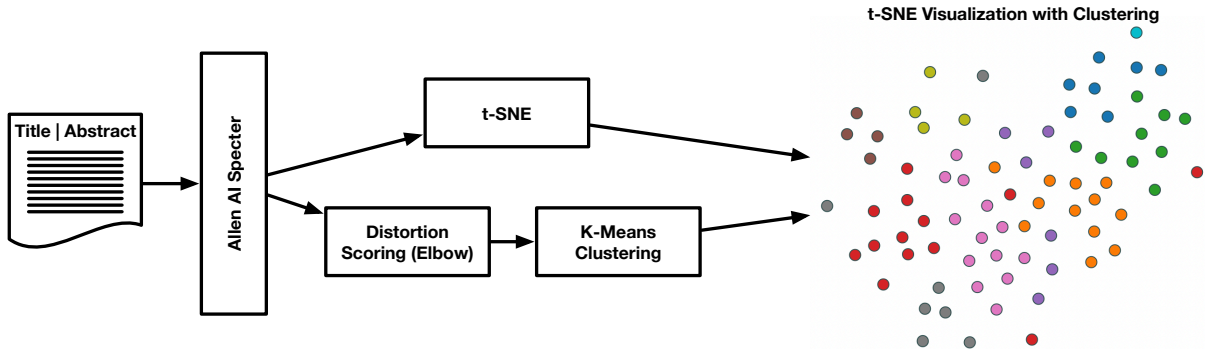 t-SNE Visualization with Clustering
Title | Abstract
Allen AI Specter
t-SNE
Distortion
Scoring (Elbow)
K-Means
Clustering